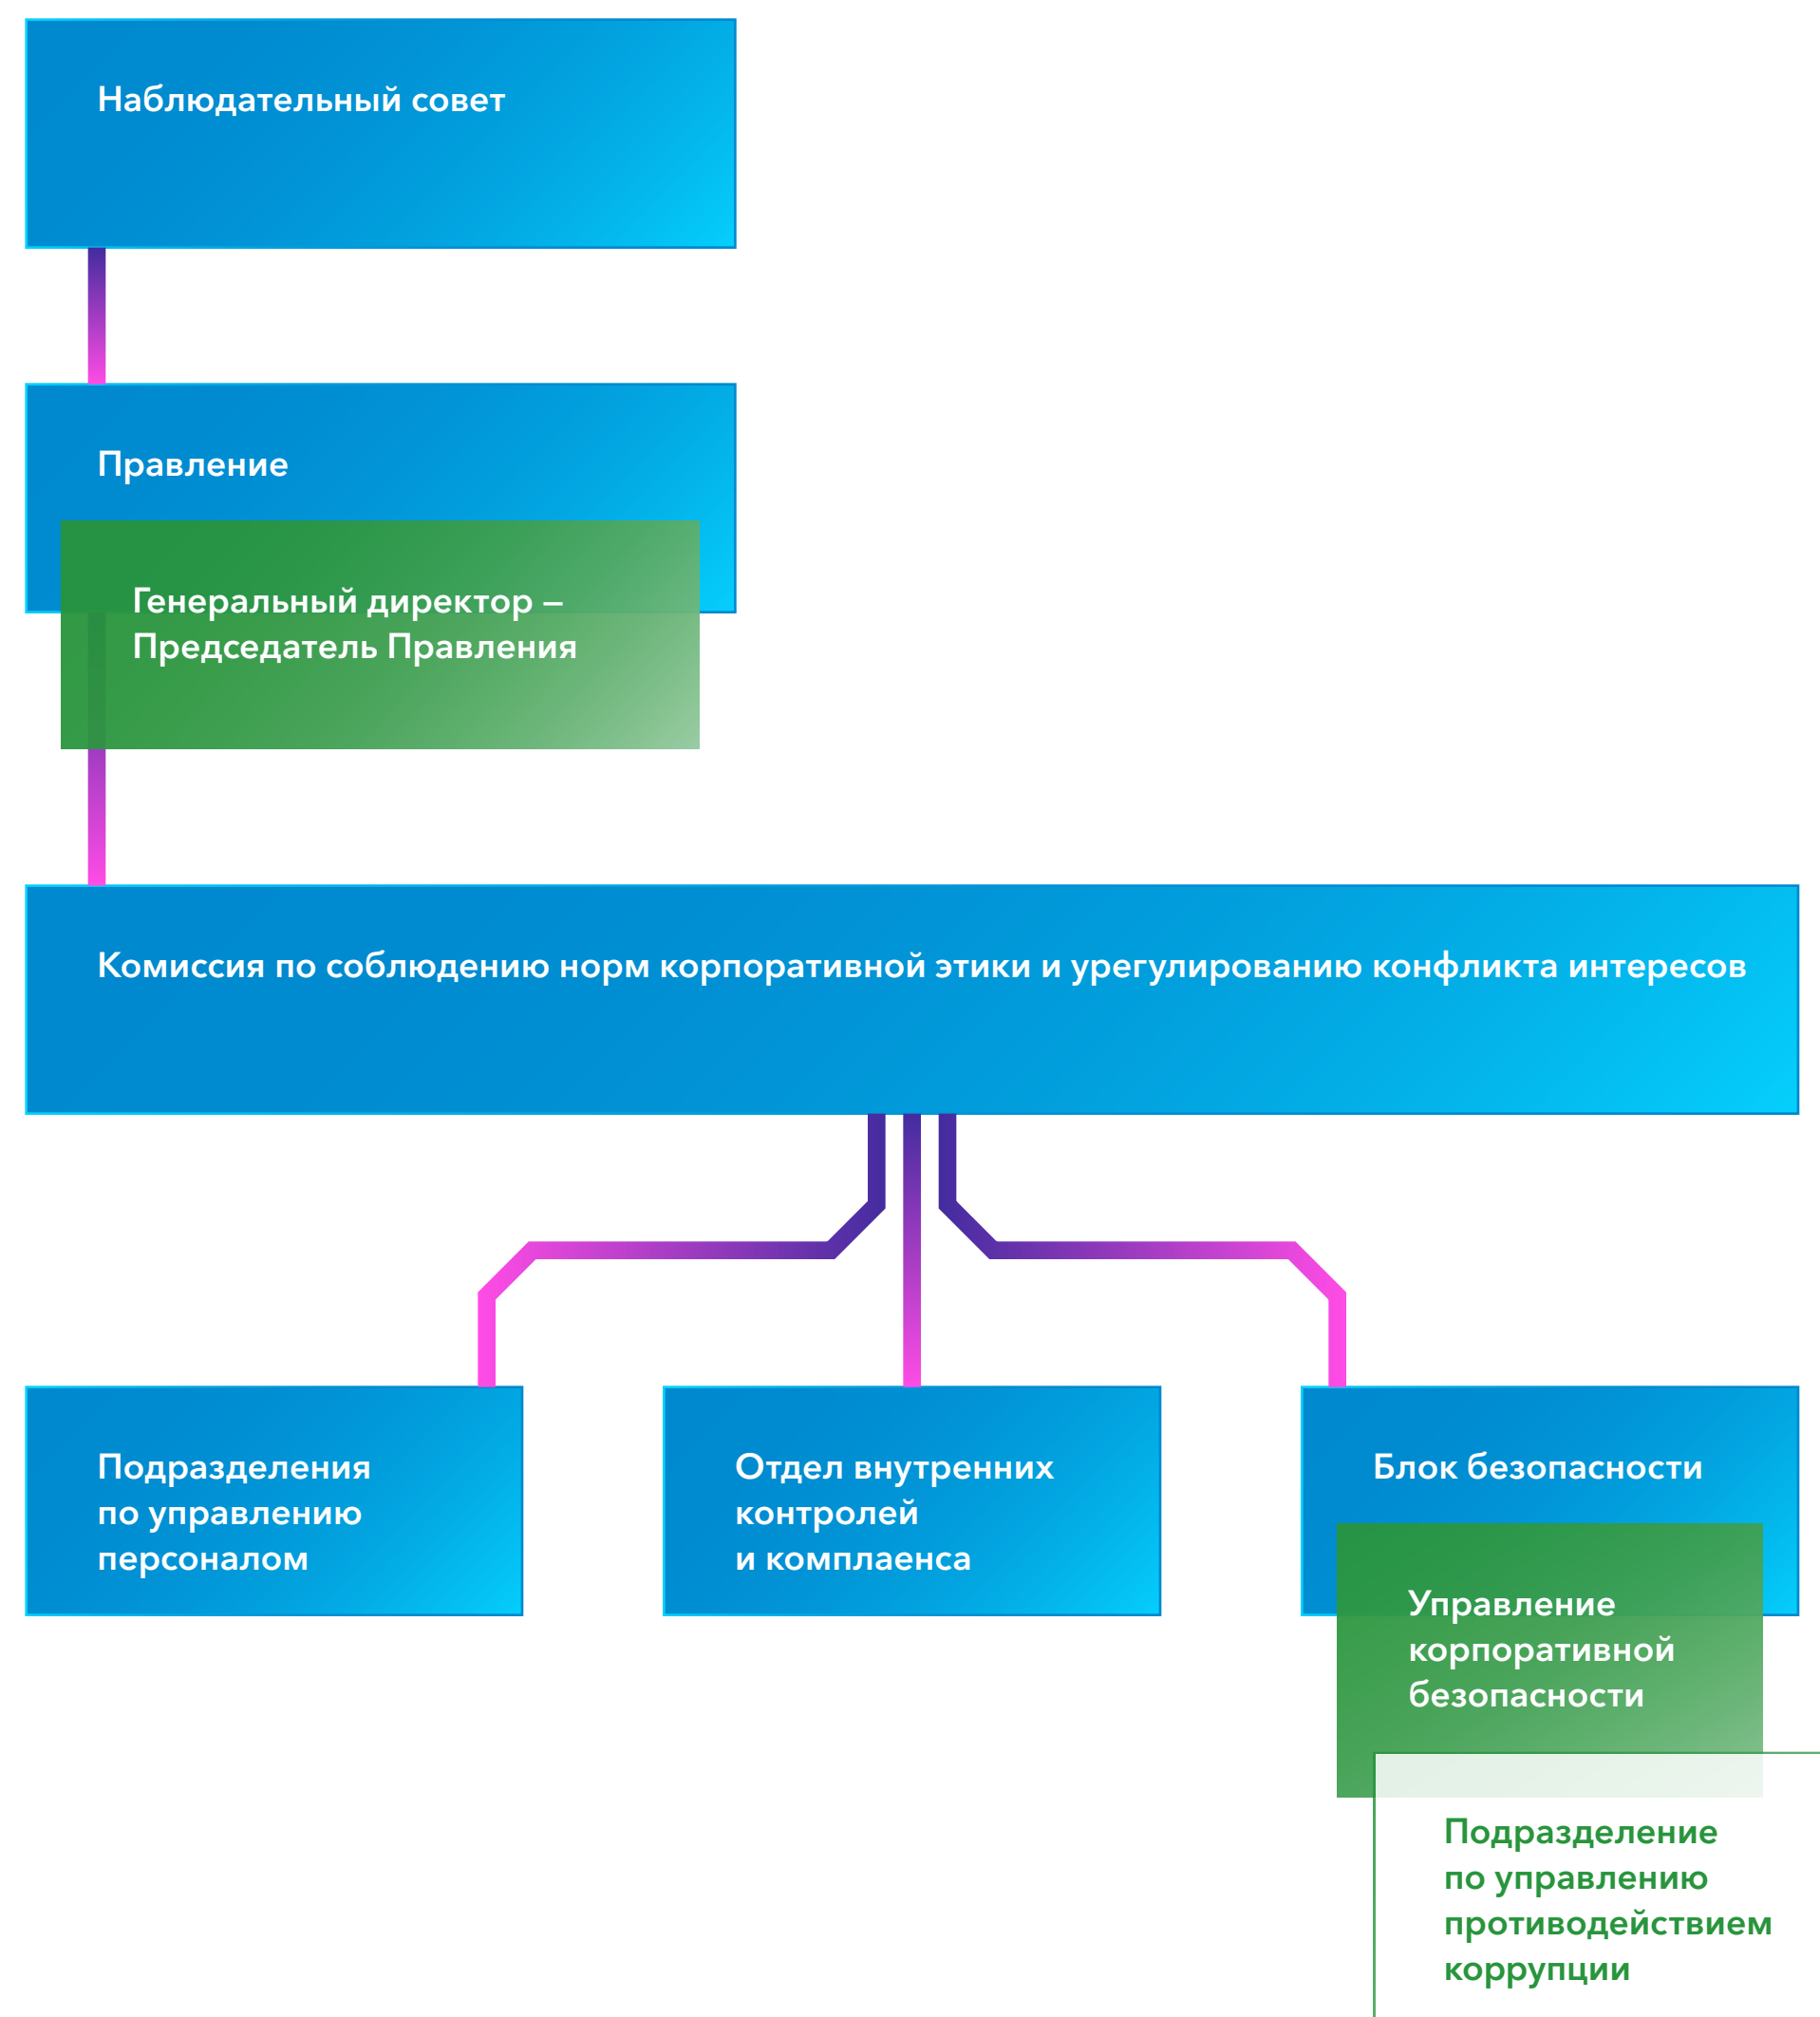 Наблюдательный совет
Правление
Генеральный директор –
Председатель Правления
Комиссия по соблюдению норм корпоративной этики и урегулированию конфликта интересов
Подразделения
по управлению
персоналом
Отдел внутренних
контролей
и комплаенса
Блок безопасности
Управление
корпоративной
безопасности
Подразделение
по управлению
противодействием
коррупции